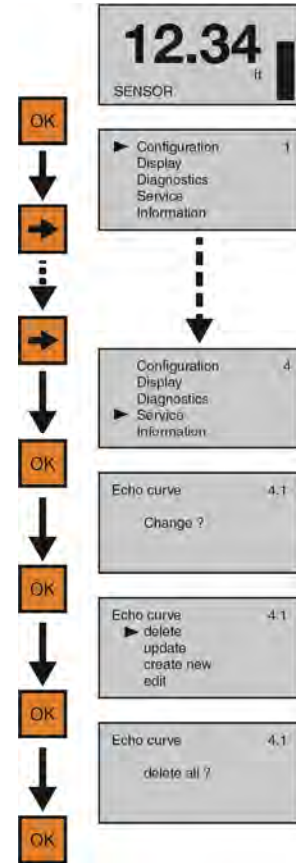 12.34
ft
SENSOR
OK
Configuration 1
Display
Diagnostics
Service
Information
Configuration 4
Display
Diagnostics
Service
Information
OK
Echo curve 4.1
Change ?
OK
Echo curve 4.1
delete
update
create new
edit
OK
Echo curve 4.1
delete all ?
OK